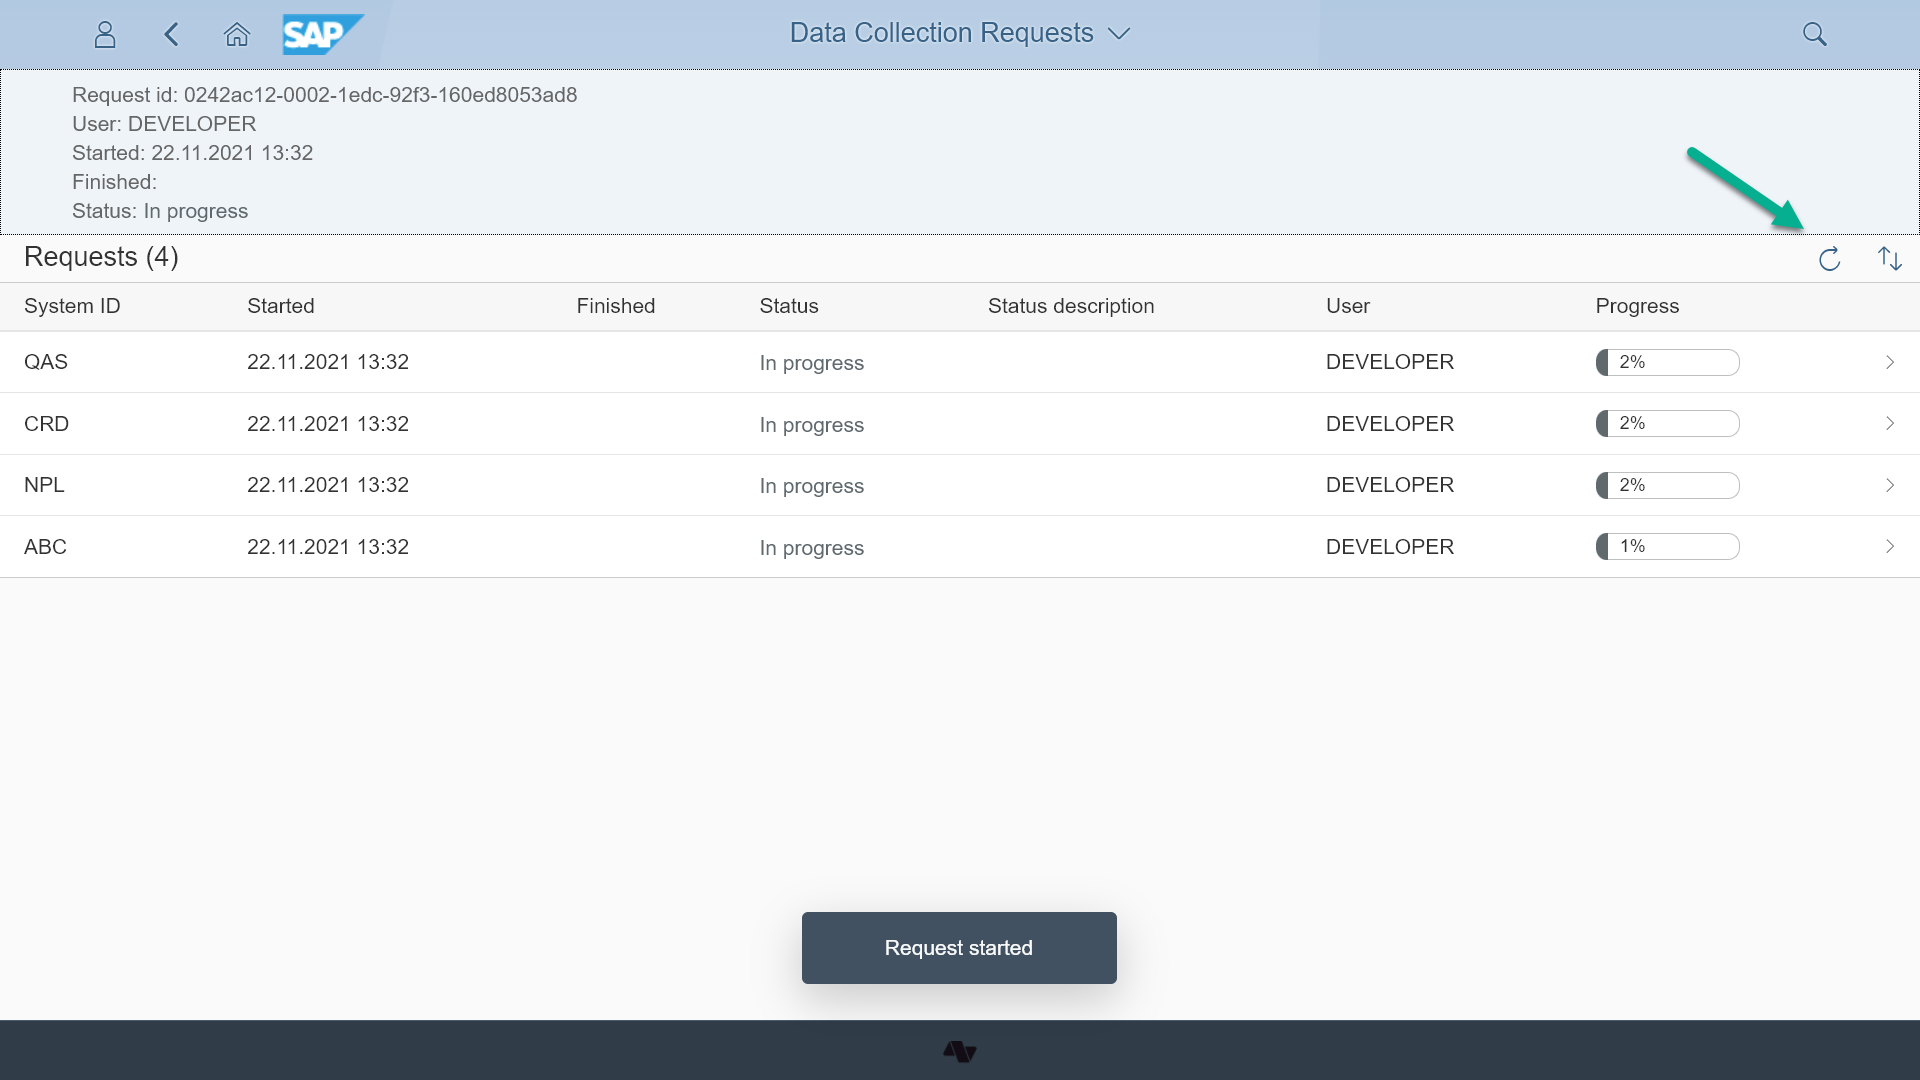 SAP
Data Collection Requests
Request id: 0242ac12-0002-1edc-92f3-160ed8053ad8
User: DEVELOPER
Started: 22.11.2021 13:32
Finished:
Status: In progress
Requests (4)
System ID Started Finished Status Status description User Progress
QAS 22.11.2021 13:32 In progress DEVELOPER 2%
CRD 22.11.2021 13:32 In progress DEVELOPER 2%
NPL 22.11.2021 13:32 In progress DEVELOPER 2%
ABC 22.11.2021 13:32 In progress DEVELOPER 1%
Request started